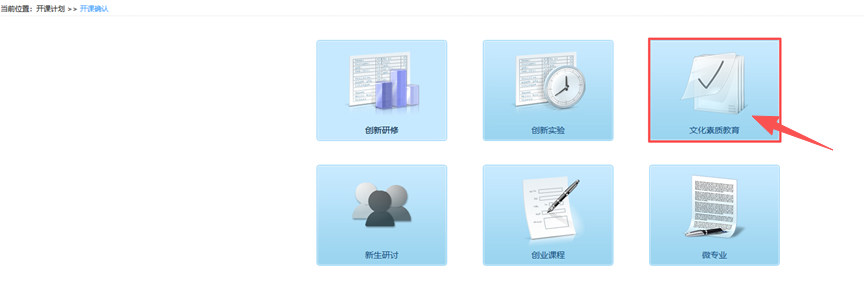 当前位置：开课计划 >> 开课确认
创新研修
创新实验
文化素质教育
新生研讨
创业课程
微专业